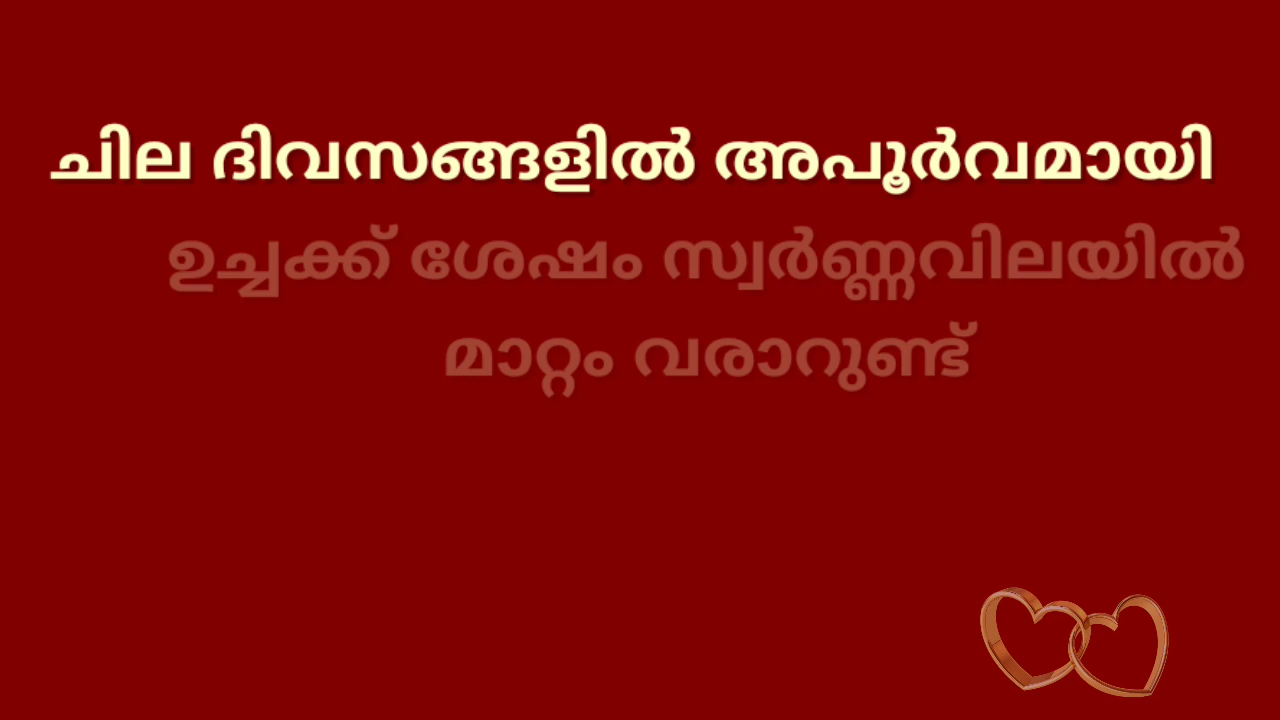 ചില ദിവസങ്ങളിൽ അപൂർവമായി
ഉച്ചക്ക് ശേഷം സ്വർണ്ണവിലയിൽ
മാറ്റം വരാറുണ്ട്